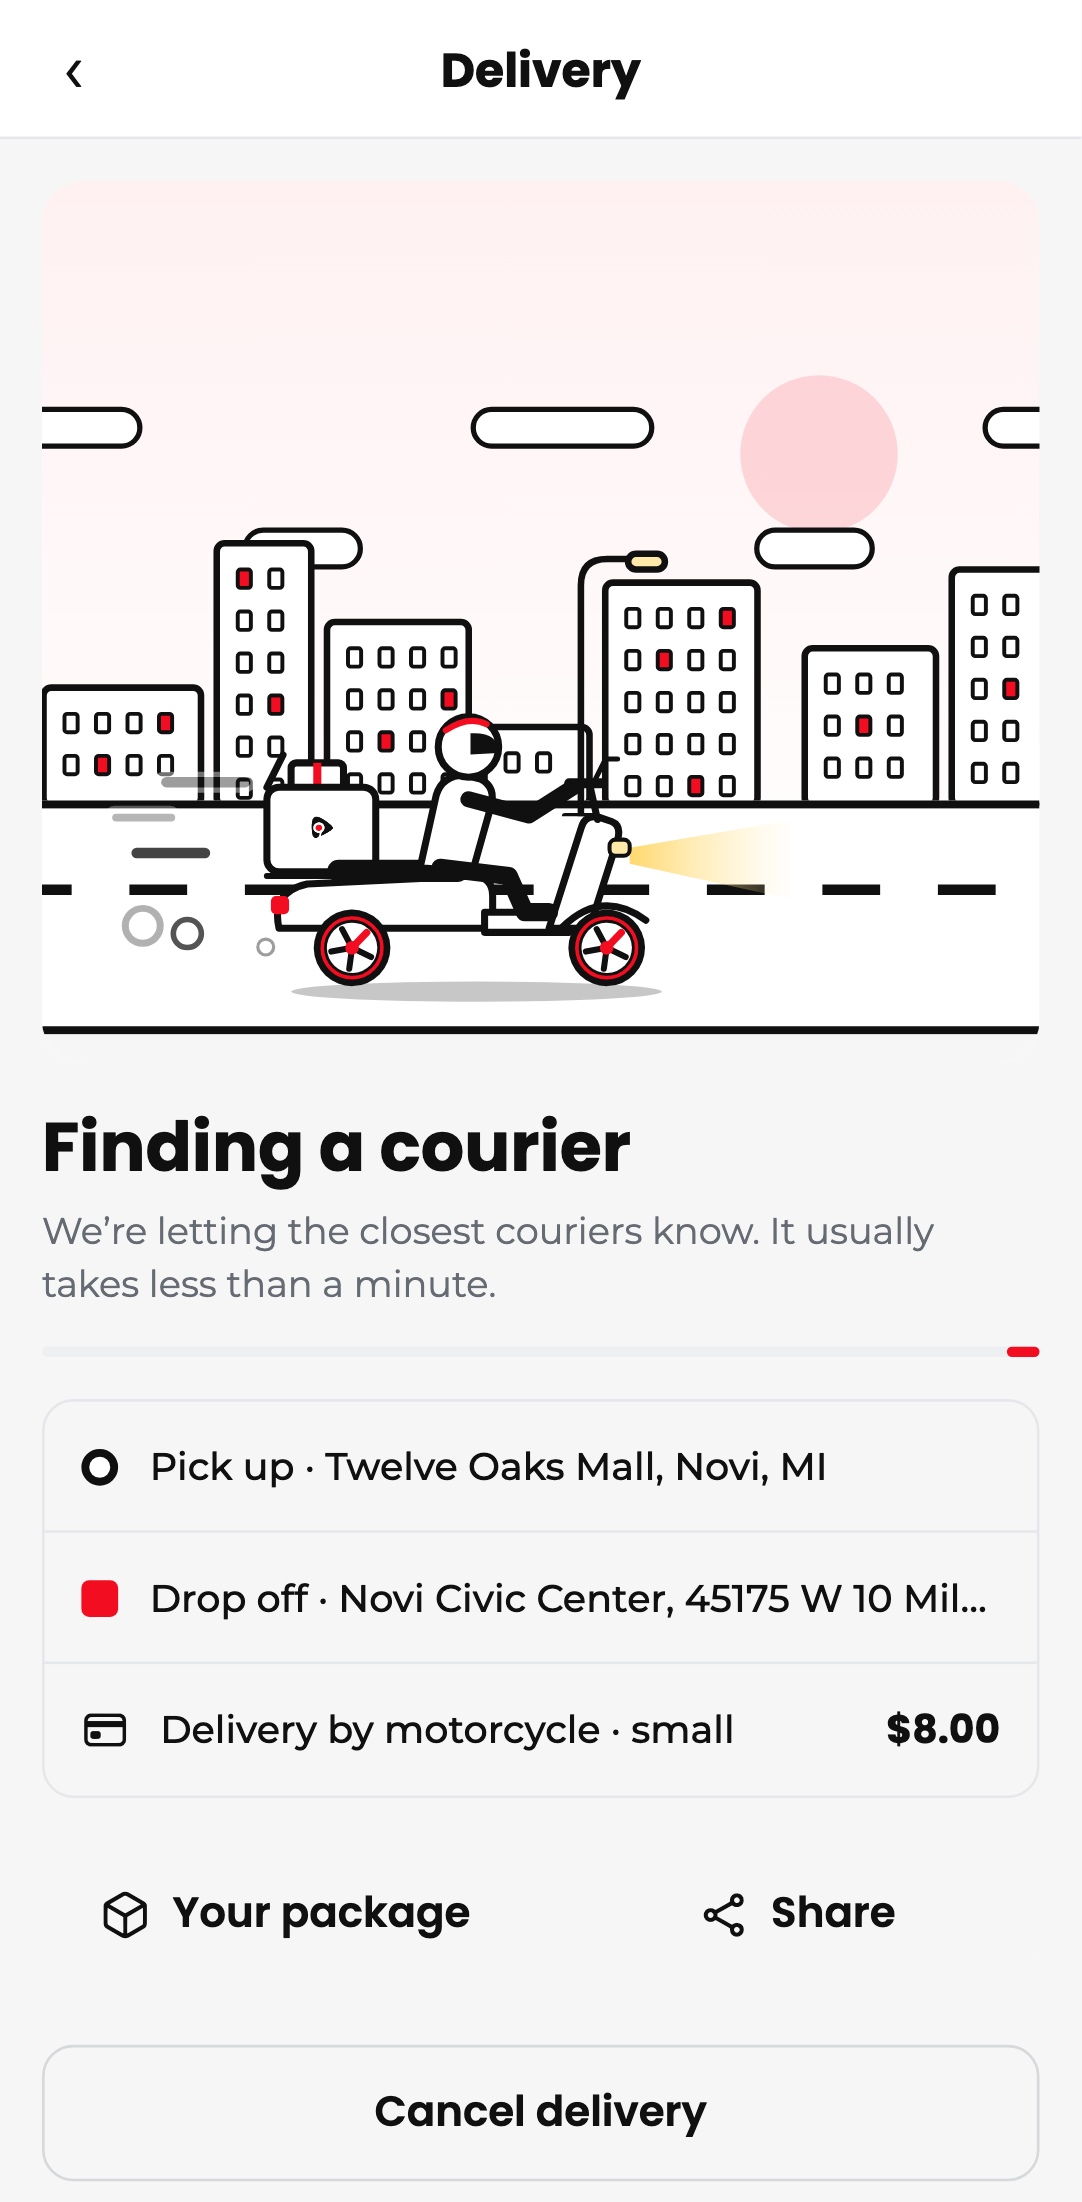 Delivery
Finding a courier
We’re letting the closest couriers know. It usually
takes less than a minute.
Pick up · Twelve Oaks Mall, Novi, MI
Drop off · Novi Civic Center, 45175 W 10 Mil...
Delivery by motorcycle · small $8.00
Your package Share
Cancel delivery